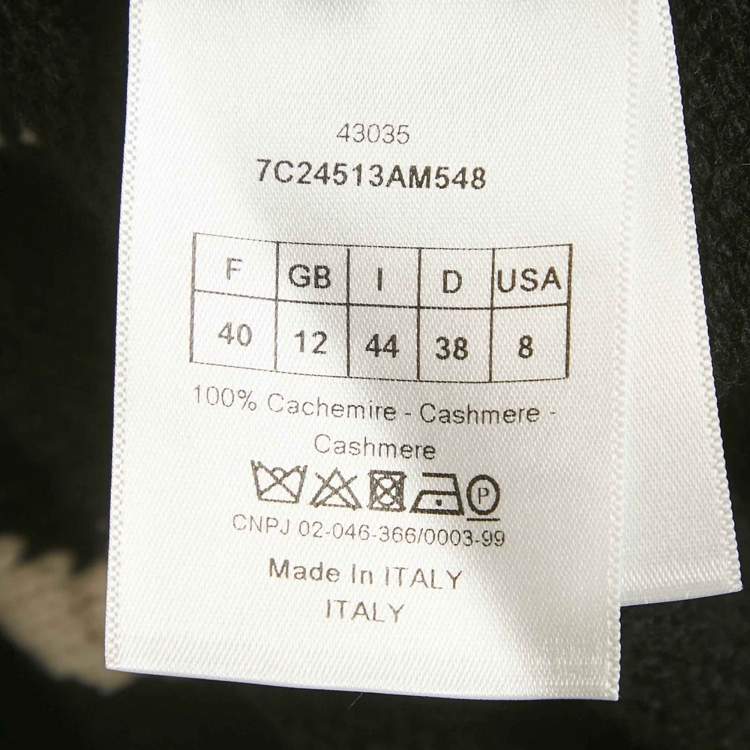 43035
7C24513AM548
F GB I D USA
40 12 44 38 8
100% Cachemire - Cashmere -
Cashmere
P
CNPJ 02-046-366/0003-99
Made In ITALY
ITALY